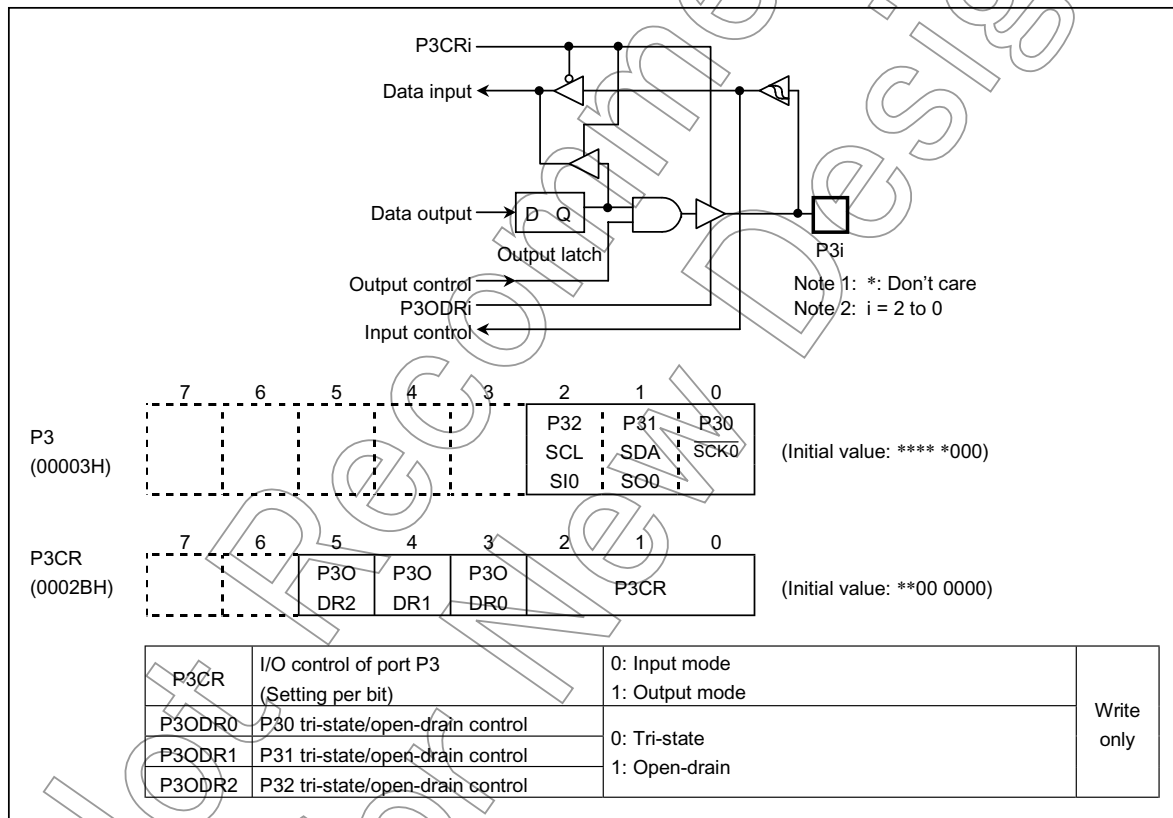 P3CRi
Data input
Data output
D Q
Output latch
Output control
P3ODRi
Input control
P3i
Note 1: *: Don't care
Note 2: i = 2 to 0
7 6 5 4 3 2 1 0
P3
(00003H)
P32 P31 P30
SCL SDA SCK0
SI0 SO0
(Initial value: **** *000)
7 6 5 4 3 2 1 0
P3CR
(0002BH)
P3O P3O P3O P3CR
DR2 DR1 DR0
(Initial value: **00 0000)
P3CR I/O control of port P3 0: Input mode
(Setting per bit) 1: Output mode
P3ODR0 P30 tri-state/open-drain control
P3ODR1 P31 tri-state/open-drain control
P3ODR2 P32 tri-state/open-drain control
0: Tri-state
1: Open-drain
Write
only
Not Recomme
for New Desig